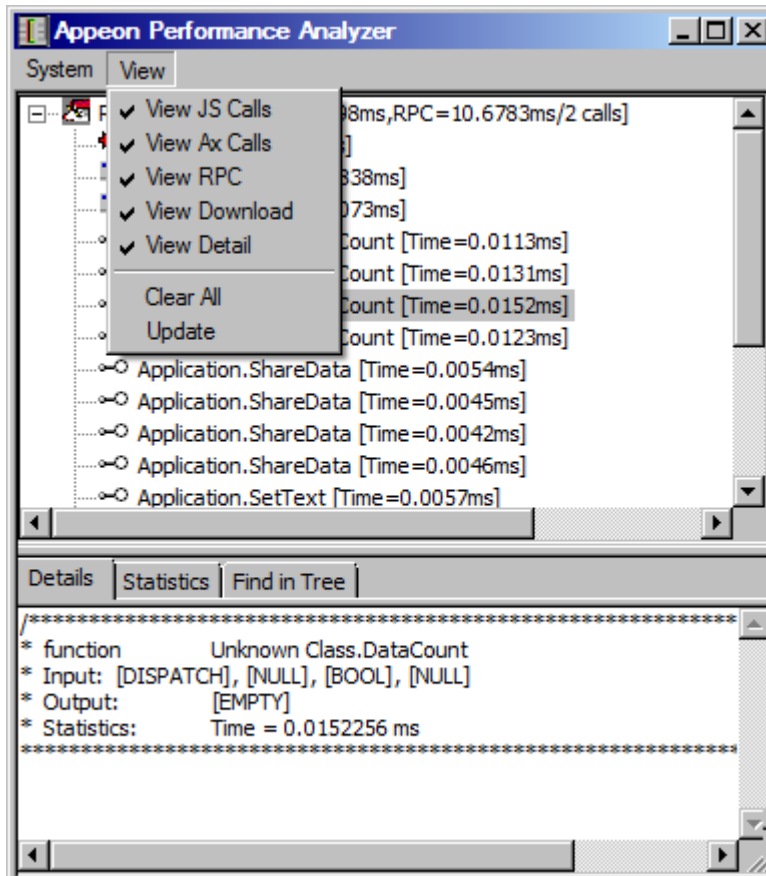 Appeon Performance Analyzer
System View
View JS Calls
View Ax Calls
View RPC
View Download
View Detail
Clear All
Update
98ms,RPC=10.6783ms/2 calls]
]
838ms]
073ms]
Count [Time=0.0113ms]
Count [Time=0.0131ms]
Count [Time=0.0152ms]
Count [Time=0.0123ms]
Application.ShareData [Time=0.0054ms]
Application.ShareData [Time=0.0045ms]
Application.ShareData [Time=0.0042ms]
Application.ShareData [Time=0.0046ms]
Application.SetText [Time=0.0057ms]
Details Statistics Find in Tree
/************************************************************
* function Unknown Class.DataCount
* Input: [DISPATCH], [NULL], [BOOL], [NULL]
* Output: [EMPTY]
* Statistics: Time = 0.0152256 ms
*************************************************************